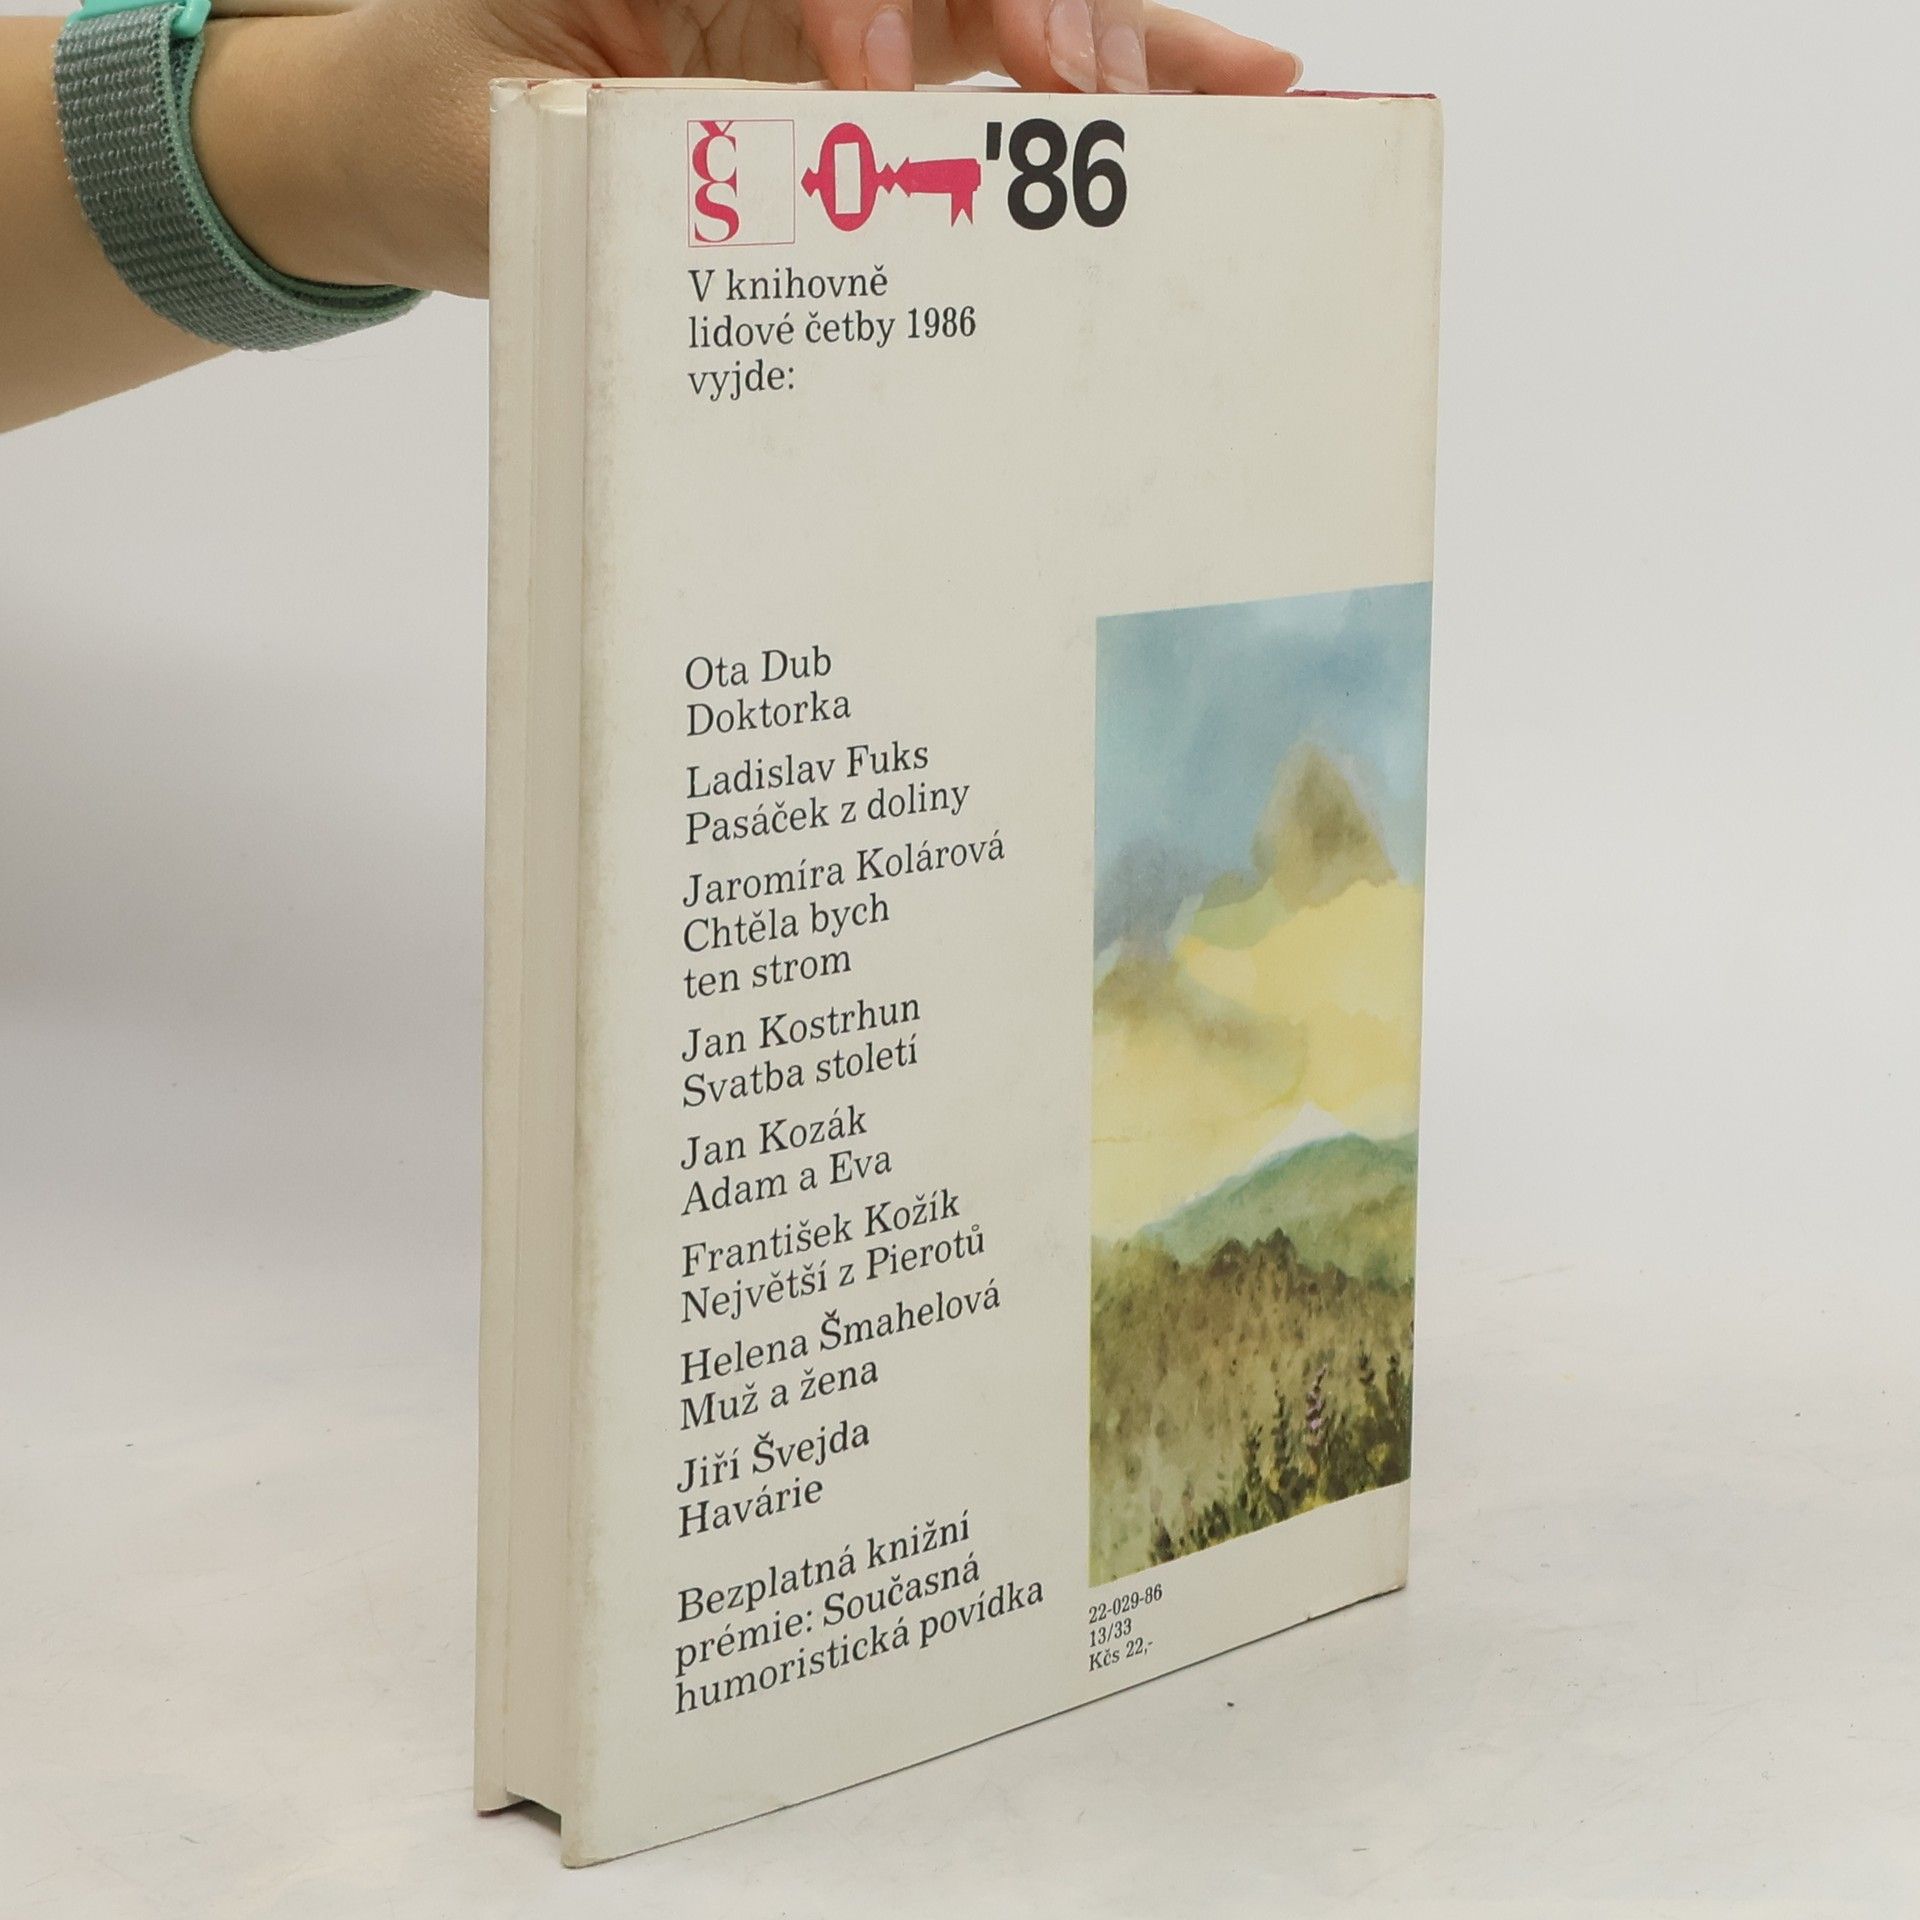 Č
S
'86
V knihovně
lidové četby 1986
vyjde:
Ota Dub
Doktorka
Ladislav Fuks
Pasáček z doliny
Jaromíra Kolárová
Chtěla bych
ten strom
Jan Kostrhun
Svatba století
Jan Kozák
Adam a Eva
František Kožík
Největší z Pierotů
Helena Šmahelová
Muž a žena
Jiří Švejda
Havárie
Bezplatná knižní
prémie: Současná
humoristická povídka
22-029-86
13/33
Kčs 22,-